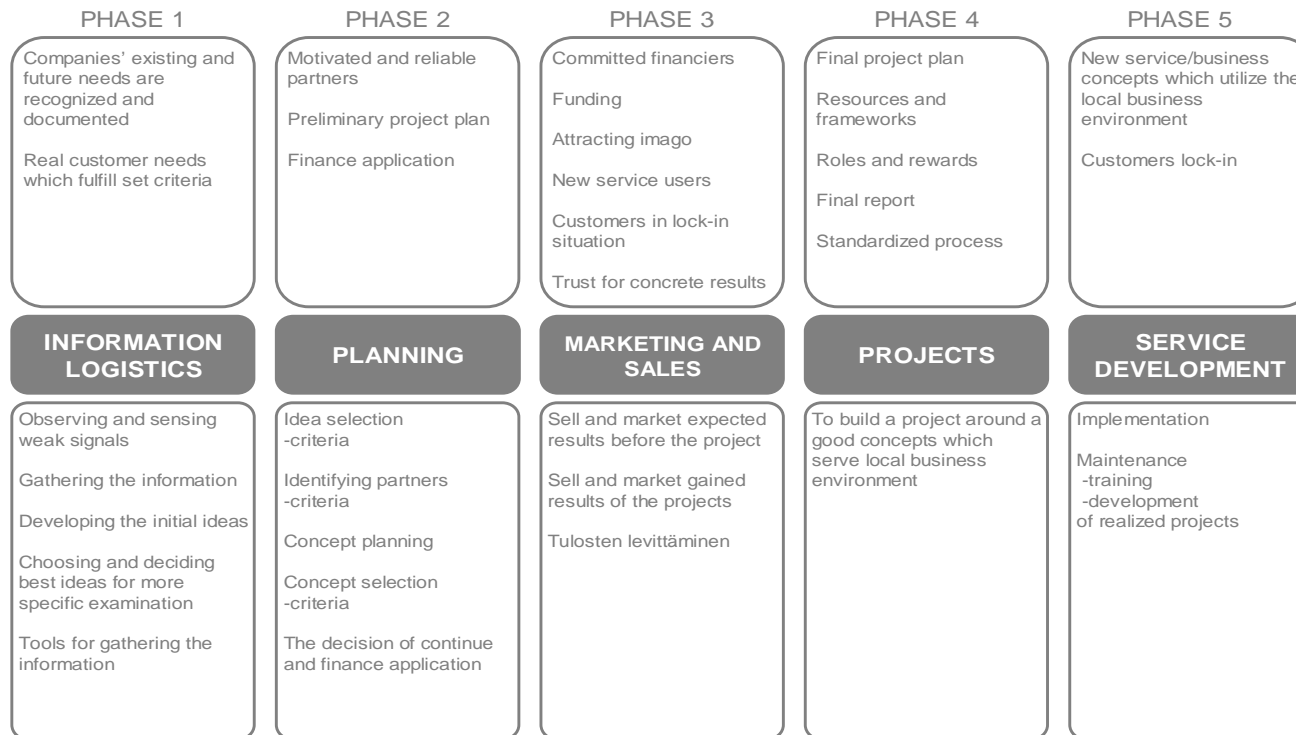 PHASE 1
Companies' existing and
future needs are
recognized and
documented
Real customer needs
which fulfill set criteria
INFORMATION
LOGISTICS
Observing and sensing
weak signals
Gathering the information
Developing the initial ideas
Choosing and deciding
best ideas for more
specific examination
Tools for gathering the
information
PHASE 2
Motivated and reliable
partners
Preliminary project plan
Finance application
PLANNING
Idea selection
-criteria
Identifying partners
-criteria
Concept planning
Concept selection
-criteria
The decision of continue
and finance application
PHASE 3
Committed financiers
Funding
Attracting imago
New service users
Customers in lock-in
situation
Trust for concrete results
MARKETING AND
SALES
Sell and market expected
results before the project
Sell and market gained
results of the projects
Tulosten levittäminen
PHASE 4
Final project plan
Resources and
frameworks
Roles and rewards
Final report
Standardized process
PROJECTS
To build a project around a
good concepts which
serve local business
environment
PHASE 5
New service/business
concepts which utilize the
local business
environment
Customers lock-in
SERVICE
DEVELOPMENT
Implementation
Maintenance
-training
-development
of realized projects